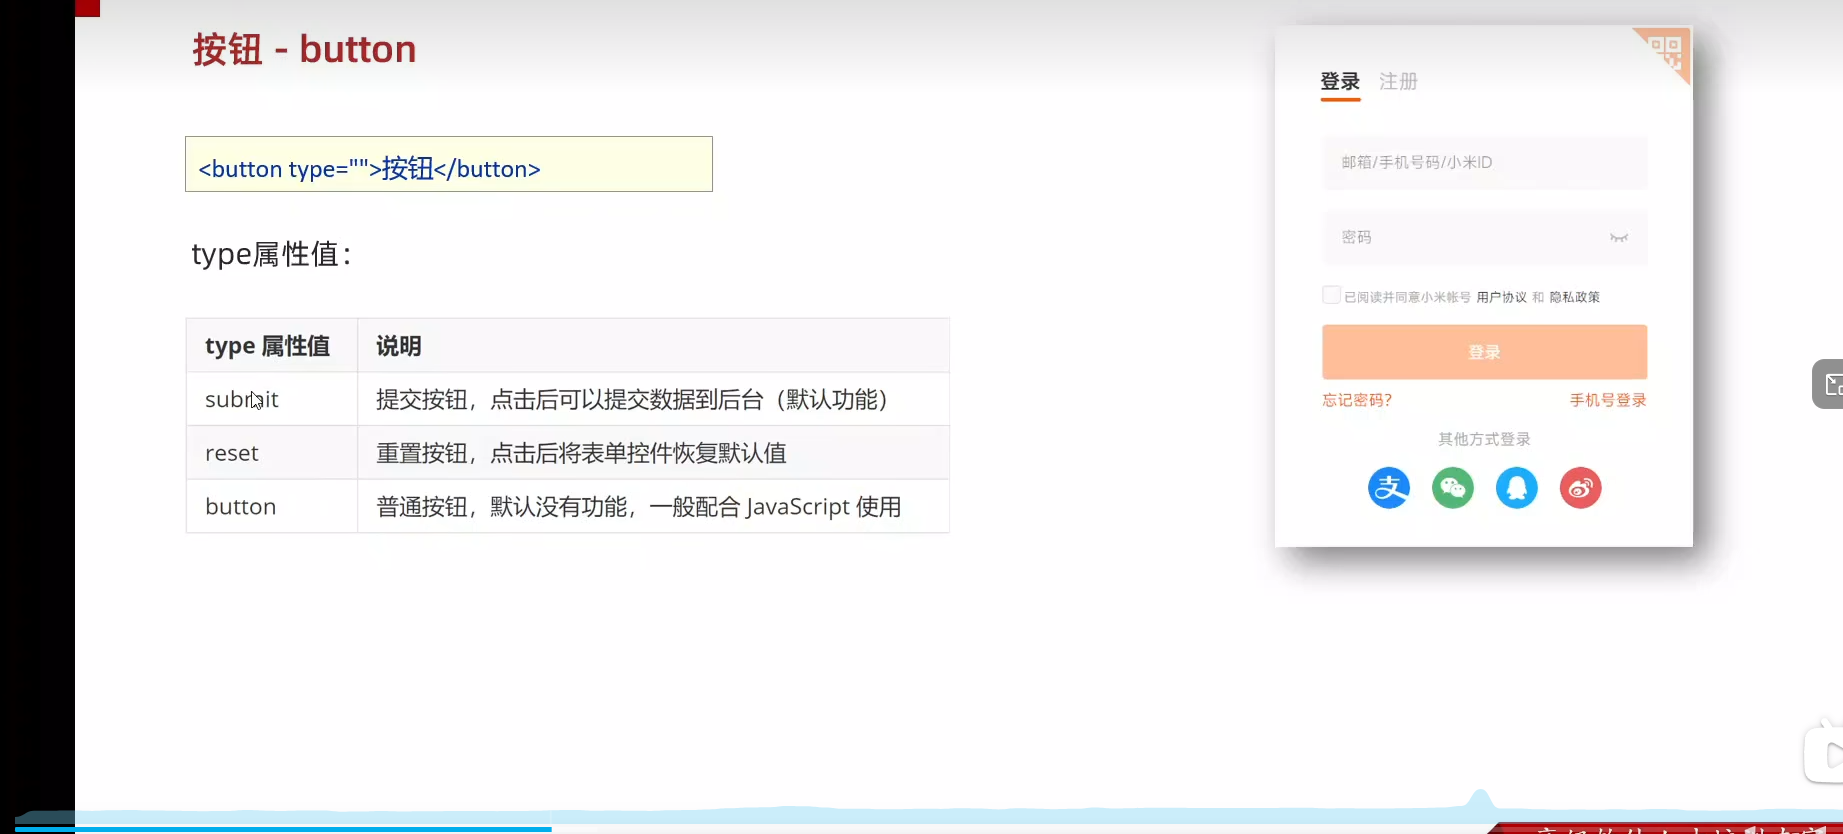 按钮 - button
<button type="">按钮</button>
type属性值：
type 属性值 说明
submit 提交按钮，点击后可以提交数据到后台（默认功能）
reset 重置按钮，点击后将表单控件恢复默认值
button 普通按钮，默认没有功能，一般配合 JavaScript 使用
登录 注册
邮箱/手机号码/小米ID
密码
已阅读并同意小米帐号 用户协议 和 隐私政策
登录
忘记密码? 手机号登录
其他方式登录
支